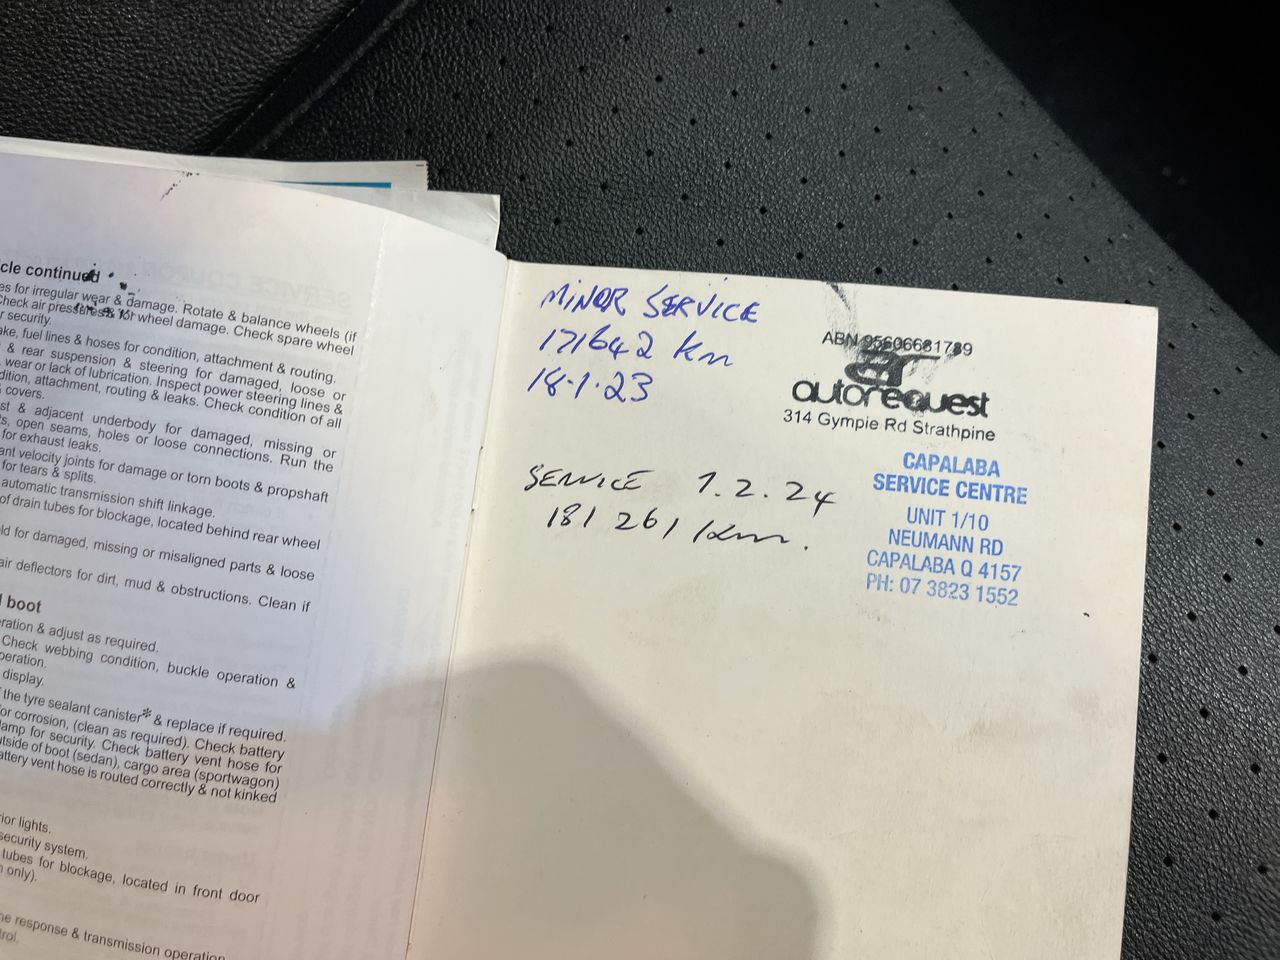 cle continued
es for irregular wear & damage. Rotate & balance wheels (if
Check air pressures & for wheel damage. Check spare wheel
r security.
ke, fuel lines & hoses for condition, attachment & routing.
& rear suspension & steering for damaged, loose or
wear or lack of lubrication. Inspect power steering lines &
dition, attachment, routing & leaks. Check condition of all
covers.
st & adjacent underbody for damaged, missing or
s, open seams, holes or loose connections. Run the
for exhaust leaks.
ant velocity joints for damage or torn boots & propshaft
for tears & splits.
automatic transmission shift linkage.
of drain tubes for blockage, located behind rear wheel
ld for damaged, missing or misaligned parts & loose
air deflectors for dirt, mud & obstructions. Clean if
l boot
eration & adjust as required.
Check webbing condition, buckle operation &
peration.
display.
the tyre sealant canister* & replace if required.
or corrosion, (clean as required). Check battery
lamp for security. Check battery vent hose for
utside of boot (sedan), cargo area (sportwagon)
attery vent hose is routed correctly & not kinked
rior lights.
security system.
tubes for blockage, located in front door
n only).
ne response & transmission operation
trol.
MINOR SERVICE
171642 Km
18.1.23
ABN 95606681789
ar
autorequest
314 Gympie Rd Strathpine
SERVICE 1.2.24
181 261 Km.
CAPALABA
SERVICE CENTRE
UNIT 1/10
NEUMANN RD
CAPALABA Q 4157
PH: 07 3823 1552